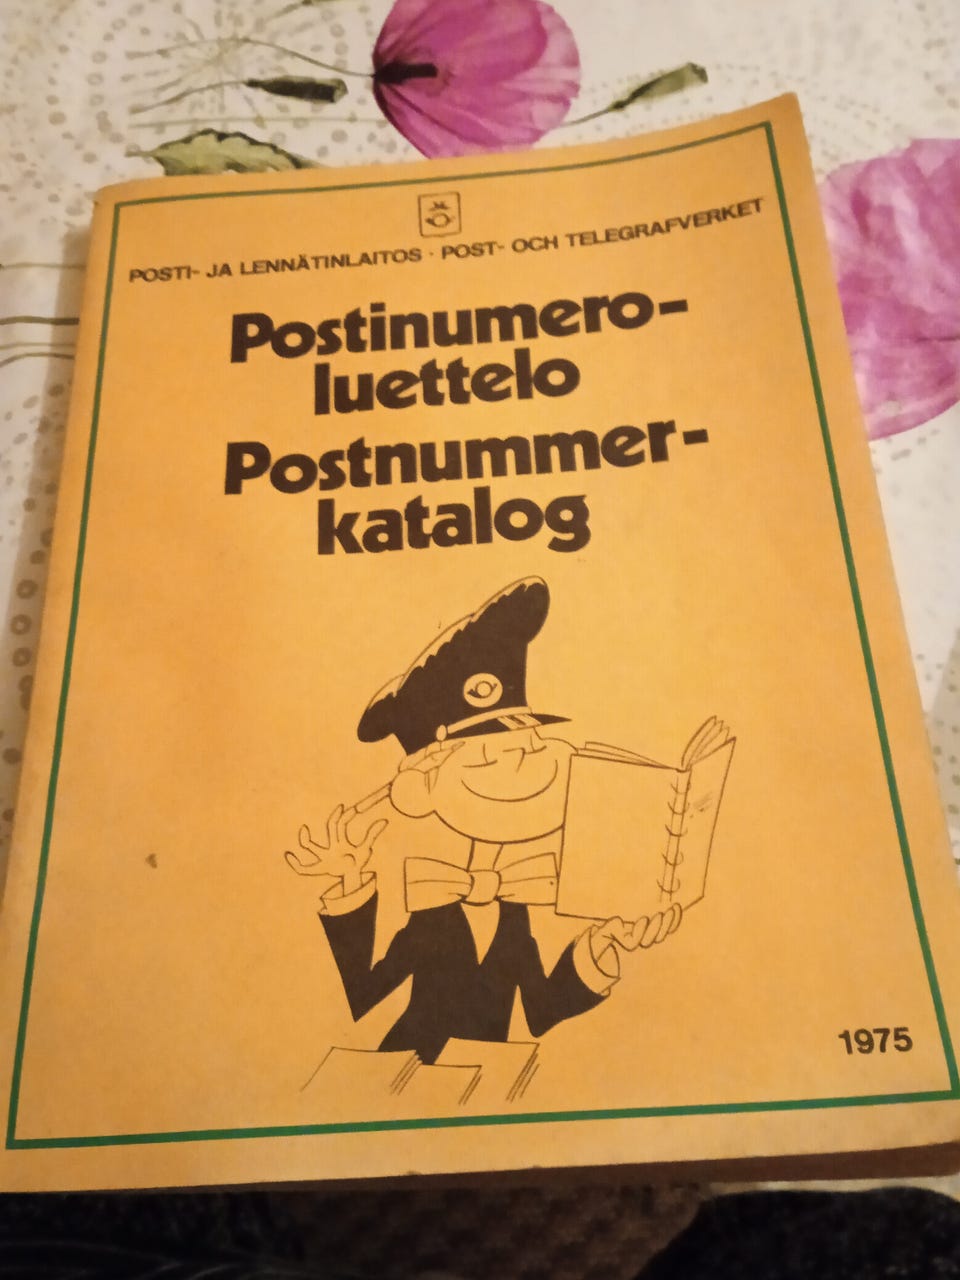 POSTI- JA LENNÄTINLAITOS · POST- OCH TELEGRAFVERKET
Postinumero-
luettelo
Postnummer-
katalog
1975